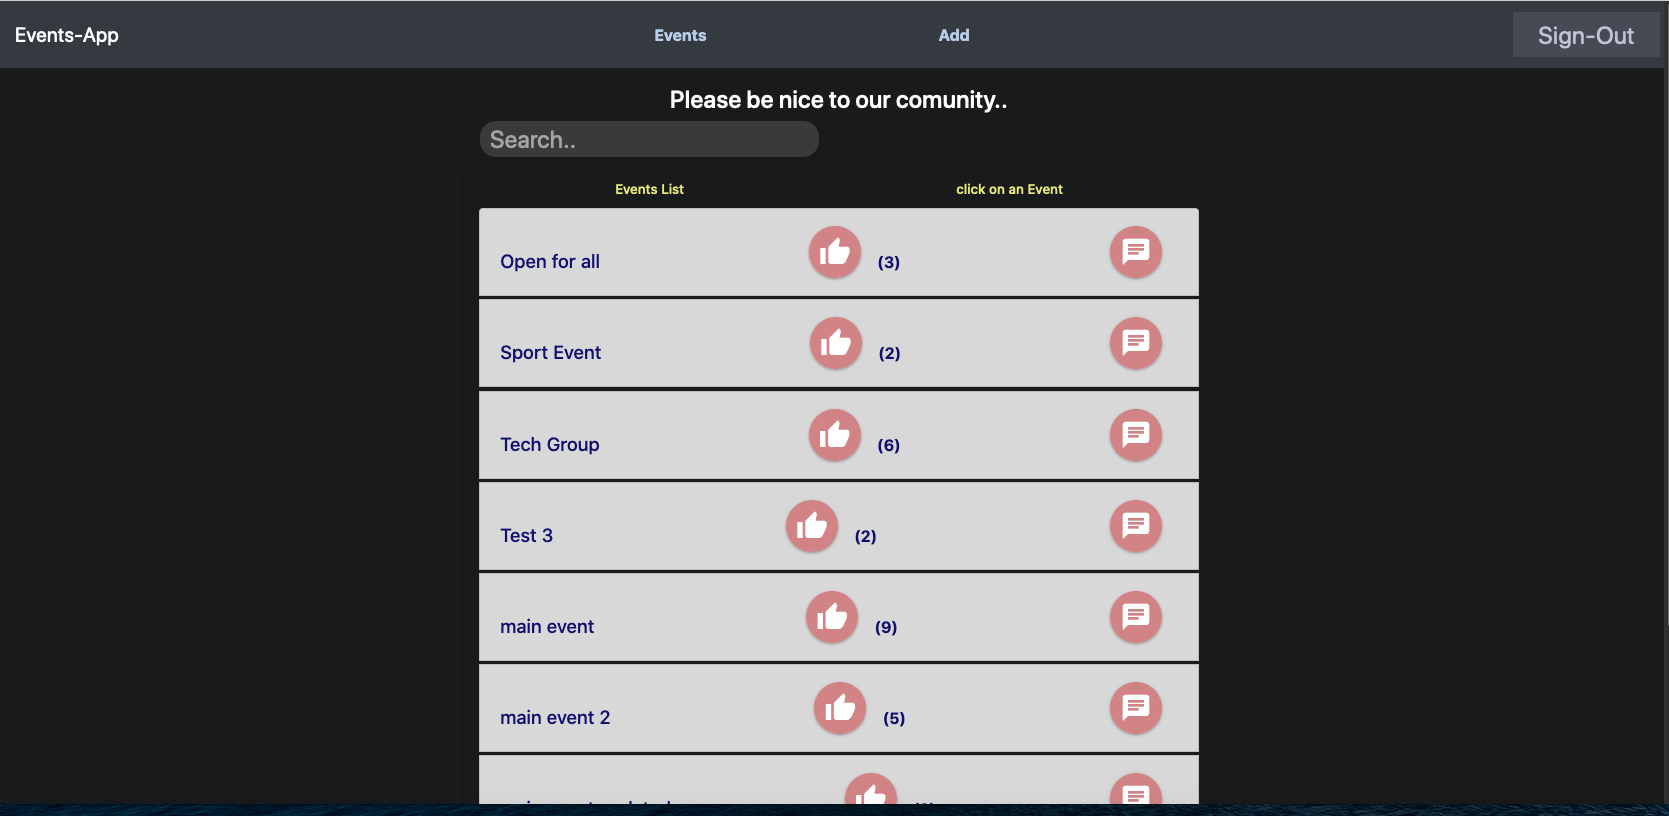 Events-App Events Add Sign-Out
Please be nice to our comunity..
Search..
Events List click on an Event
Open for all (3)
Sport Event (2)
Tech Group (6)
Test 3 (2)
main event (9)
main event 2 (5)